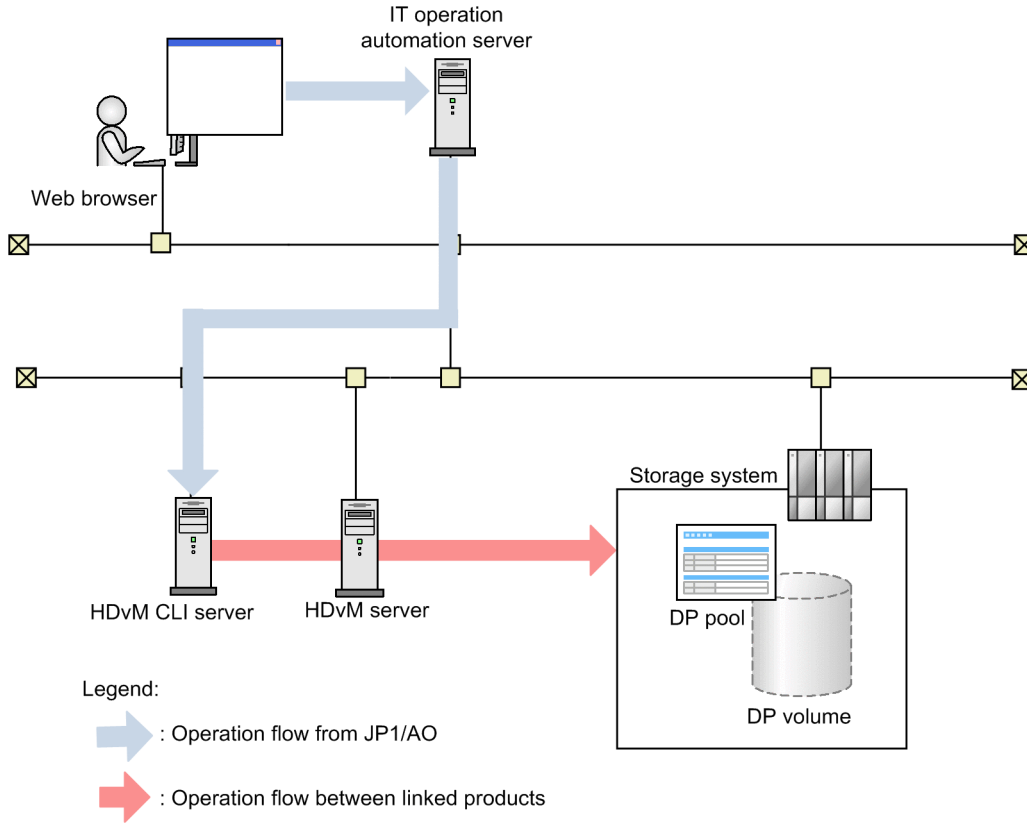 IT operation
automation server
Web browser
Storage system
HDvM CLI server
HDvM server
DP pool
DP volume
Legend:
: Operation flow from JP1/AO
: Operation flow between linked products